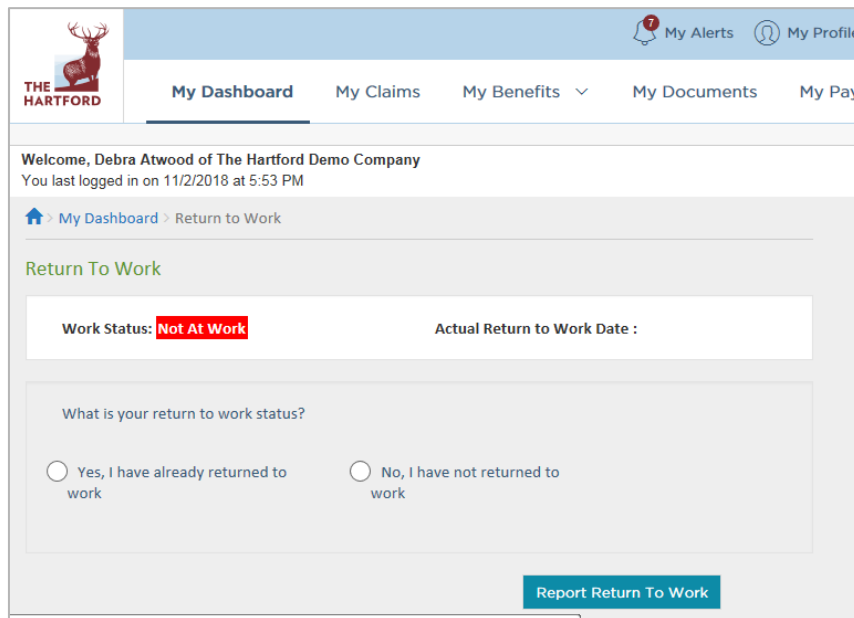 7
My Alerts
My Profile
THE
HARTFORD
My Dashboard
My Claims
My Benefits
My Documents
My Pay
Welcome, Debra Atwood of The Hartford Demo Company
You last logged in on 11/2/2018 at 5:53 PM
> My Dashboard > Return to Work
Return To Work
Work Status: Not At Work
Actual Return to Work Date :
What is your return to work status?
Yes, I have already returned to
work
No, I have not returned to
work
Report Return To Work